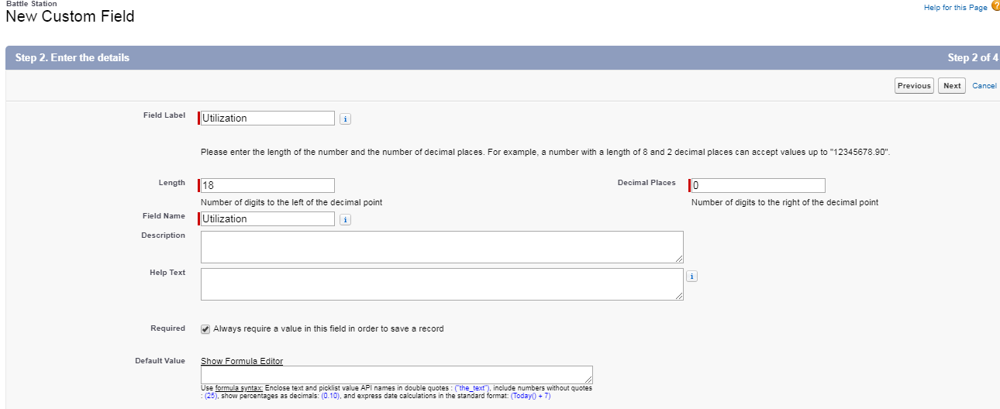 Battle Station
New Custom Field
Help for this Page ?
Step 2. Enter the details
Step 2 of 4
Previous Next Cancel
Field Label Utilization i
Please enter the length of the number and the number of decimal places. For example, a number with a length of 8 and 2 decimal places can accept values up to "12345678.90".
Length 18 Decimal Places 0
Number of digits to the left of the decimal point Number of digits to the right of the decimal point
Field Name Utilization i
Description
Help Text i
Required Always require a value in this field in order to save a record
Default Value Show Formula Editor
Use formula syntax: Enclose text and picklist value API names in double quotes : ("the_text"), include numbers without quotes
: (25), show percentages as decimals: (0.10), and express date calculations in the standard format: (Today() + 7)